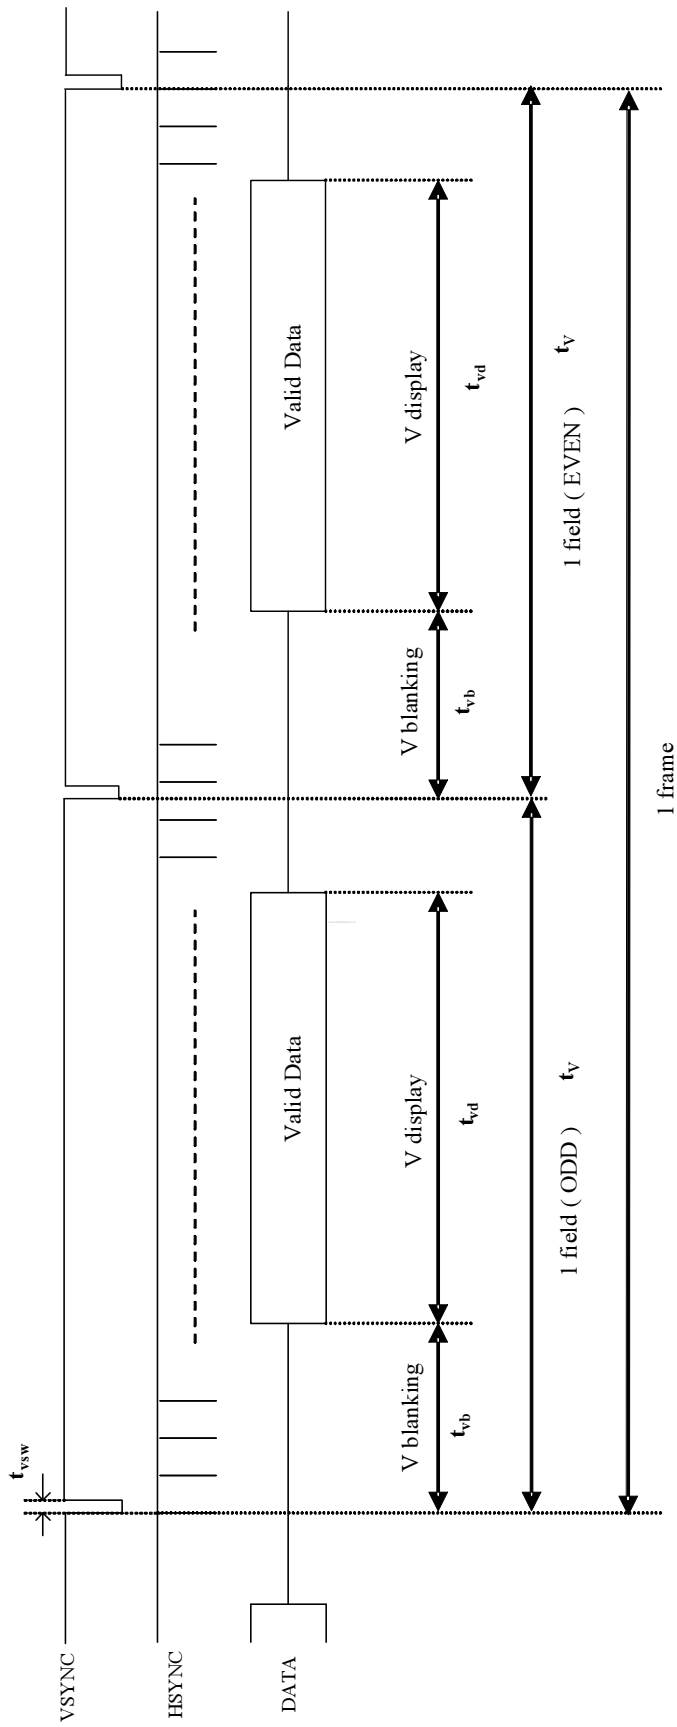 t_vsw
VSYNC
HSYNC
DATA
Valid Data
Valid Data
V blanking
V display
V blanking
V display
t_vb
t_vd
t_vb
t_vd
1 field ( ODD )
t_V
1 field ( EVEN )
t_V
1 frame